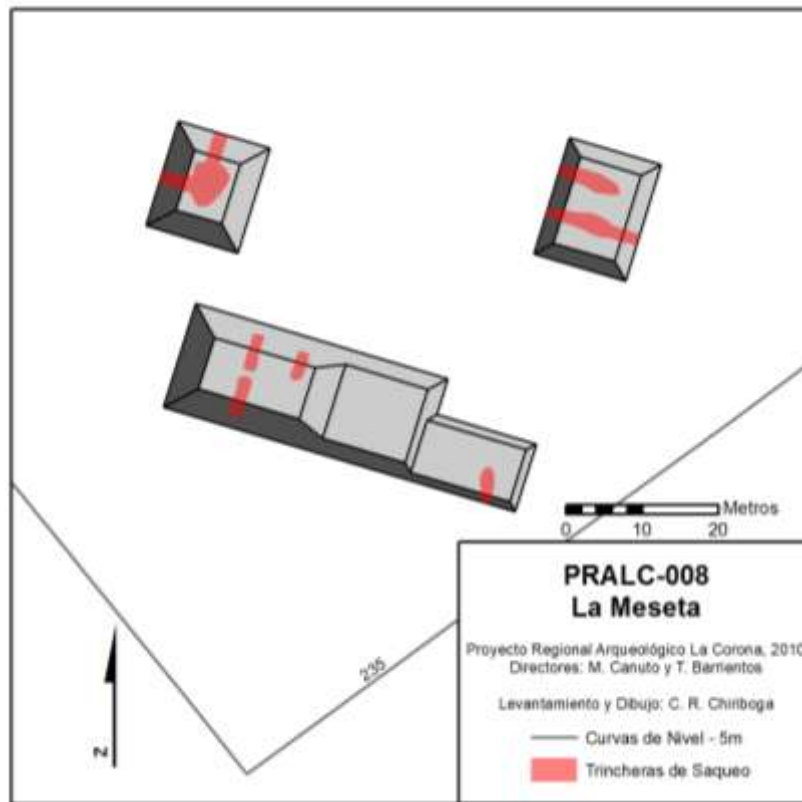 Metros
0 10 20
PRALC-008
La Meseta
Proyecto Regional Arqueológico La Corona, 2010
Directores: M. Canuto y T. Barrientos
Levantamiento y Dibujo: C. R. Chiriboga
235
Curvas de Nivel - 5m
Z
Trincheras de Saqueo